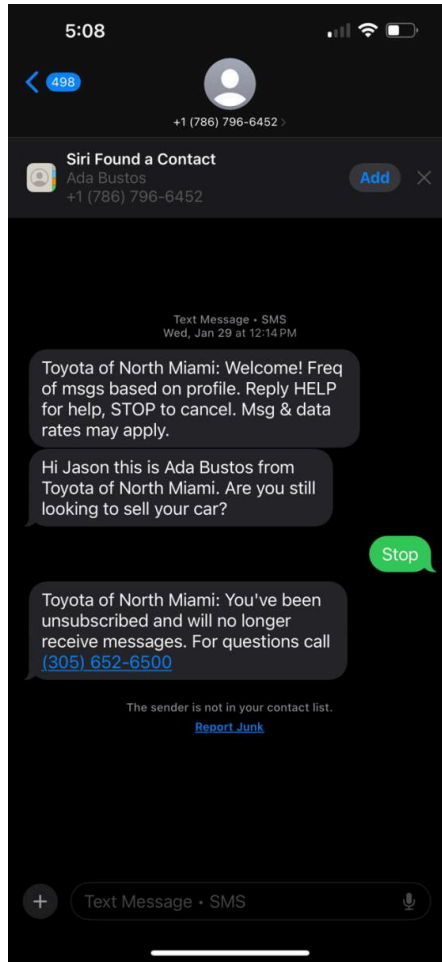 5:08
498
+1 (786) 796-6452 >
Siri Found a Contact
Ada Bustos
+1 (786) 796-6452
Add
Text Message • SMS
Wed, Jan 29 at 12:14 PM
Toyota of North Miami: Welcome! Freq
of msgs based on profile. Reply HELP
for help, STOP to cancel. Msg & data
rates may apply.
Hi Jason this is Ada Bustos from
Toyota of North Miami. Are you still
looking to sell your car?
Stop
Toyota of North Miami: You've been
unsubscribed and will no longer
receive messages. For questions call
(305) 652-6500
The sender is not in your contact list.
Report Junk
Text Message • SMS